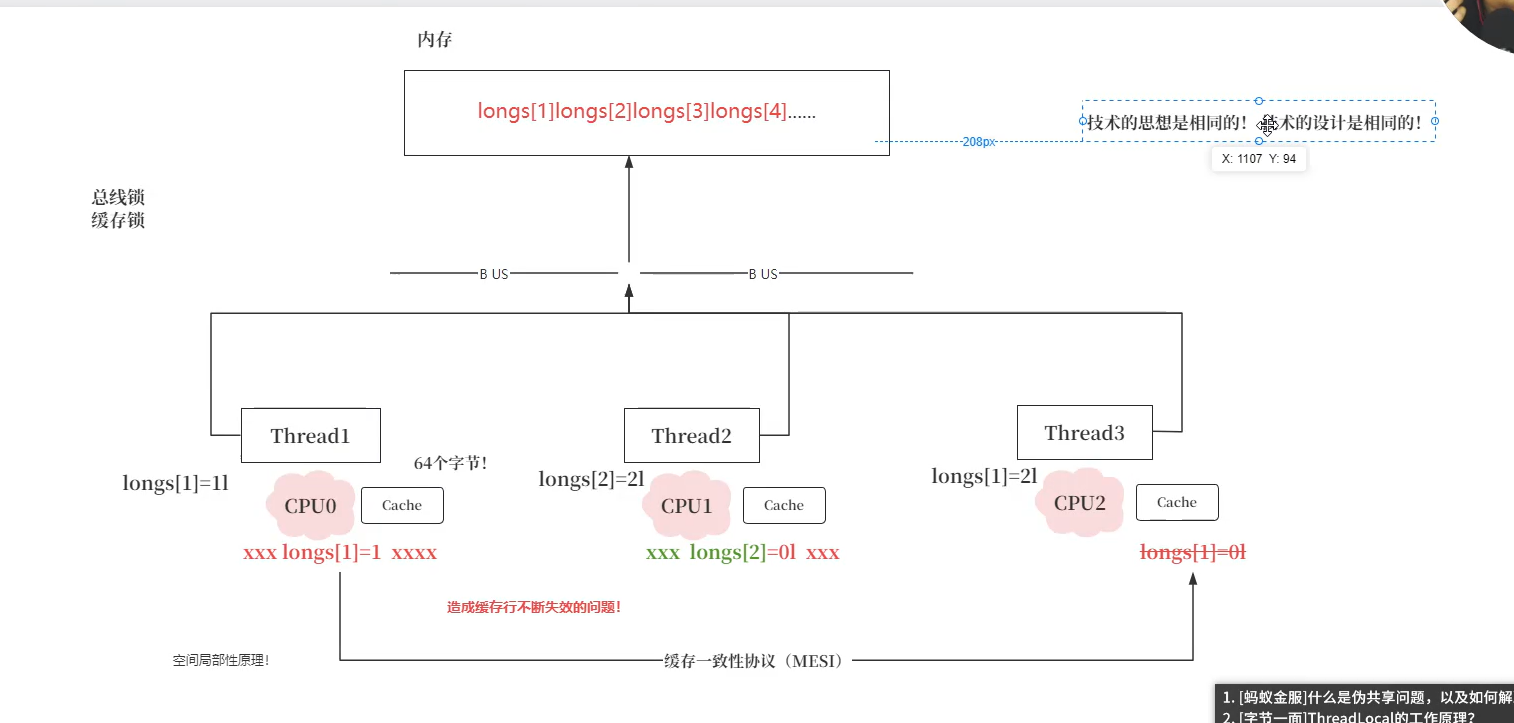 内存
longs[1]longs[2]longs[3]longs[4]......
技术的思想是相同的！ 术的设计是相同的！
208px
X: 1107 Y: 94
总线锁
缓存锁
B US
B US
Thread1
Thread2
Thread3
64个字节！
longs[1]=1l
longs[2]=2l
longs[1]=2l
CPU0
Cache
CPU1
Cache
CPU2
Cache
xxx longs[1]=1 xxxx
xxx longs[2]=0l xxx
longs[1]=0l
造成缓存行不断失效的问题！
空间局部性原理！
缓存一致性协议（MESI）
1. [蚂蚁金服]什么是伪共享问题，以及如何解
2. [字节一面]ThreadLocal的工作原理？